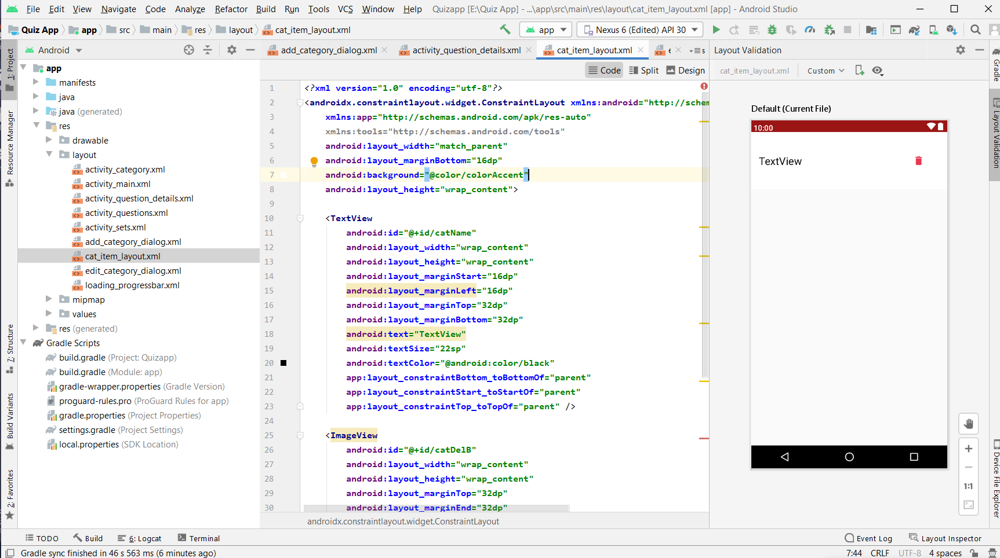 File Edit View Navigate Code Analyze Refactor Build Run Tools VCS Window Help Quizapp [E:\Quiz App] - ...\app\src\main\res\layout\cat_item_layout.xml [app] - Android Studio
Quiz App app src main res layout cat_item_layout.xml app Nexus 6 (Edited) API 30
Android add_category_dialog.xml activity_question_details.xml cat_item_layout.xml Layout Validation
Code Split Design cat_item_layout.xml Custom
1: Project
Resource Manager
7: Structure
Build Variants
2: Favorites
app
manifests
java
java (generated)
res
drawable
layout
activity_category.xml
activity_main.xml
activity_question_details.xml
activity_questions.xml
activity_sets.xml
add_category_dialog.xml
cat_item_layout.xml
edit_category_dialog.xml
loading_progressbar.xml
mipmap
values
res (generated)
Gradle Scripts
build.gradle (Project: Quizapp)
build.gradle (Module: app)
gradle-wrapper.properties (Gradle Version)
proguard-rules.pro (ProGuard Rules for app)
gradle.properties (Project Properties)
settings.gradle (Project Settings)
local.properties (SDK Location)
1 <?xml version="1.0" encoding="utf-8"?>
2 <androidx.constraintlayout.widget.ConstraintLayout xmlns:android="http://schem
3 xmlns:app="http://schemas.android.com/apk/res-auto"
4 xmlns:tools="http://schemas.android.com/tools"
5 android:layout_width="match_parent"
6 android:layout_marginBottom="16dp"
7 android:background="@color/colorAccent"
8 android:layout_height="wrap_content">
9
10 <TextView
11 android:id="@+id/catName"
12 android:layout_width="wrap_content"
13 android:layout_height="wrap_content"
14 android:layout_marginStart="16dp"
15 android:layout_marginLeft="16dp"
16 android:layout_marginTop="32dp"
17 android:layout_marginBottom="32dp"
18 android:text="TextView"
19 android:textSize="22sp"
20 android:textColor="@android:color/black"
21 app:layout_constraintBottom_toBottomOf="parent"
22 app:layout_constraintStart_toStartOf="parent"
23 app:layout_constraintTop_toTopOf="parent" />
24
25 <ImageView
26 android:id="@+id/catDelB"
27 android:layout_width="wrap_content"
28 android:layout_height="wrap_content"
29 android:layout_marginTop="32dp"
30 android:layout_marginEnd="32dp"
androidx.constraintlayout.widget.ConstraintLayout
Default (Current File)
10:00
TextView
1:1
Gradle
Layout Validation
Device File Explorer
TODO Build 6: Logcat Terminal Event Log Layout Inspector
Gradle sync finished in 46 s 563 ms (6 minutes ago) 7:44 CRLF UTF-8 4 spaces